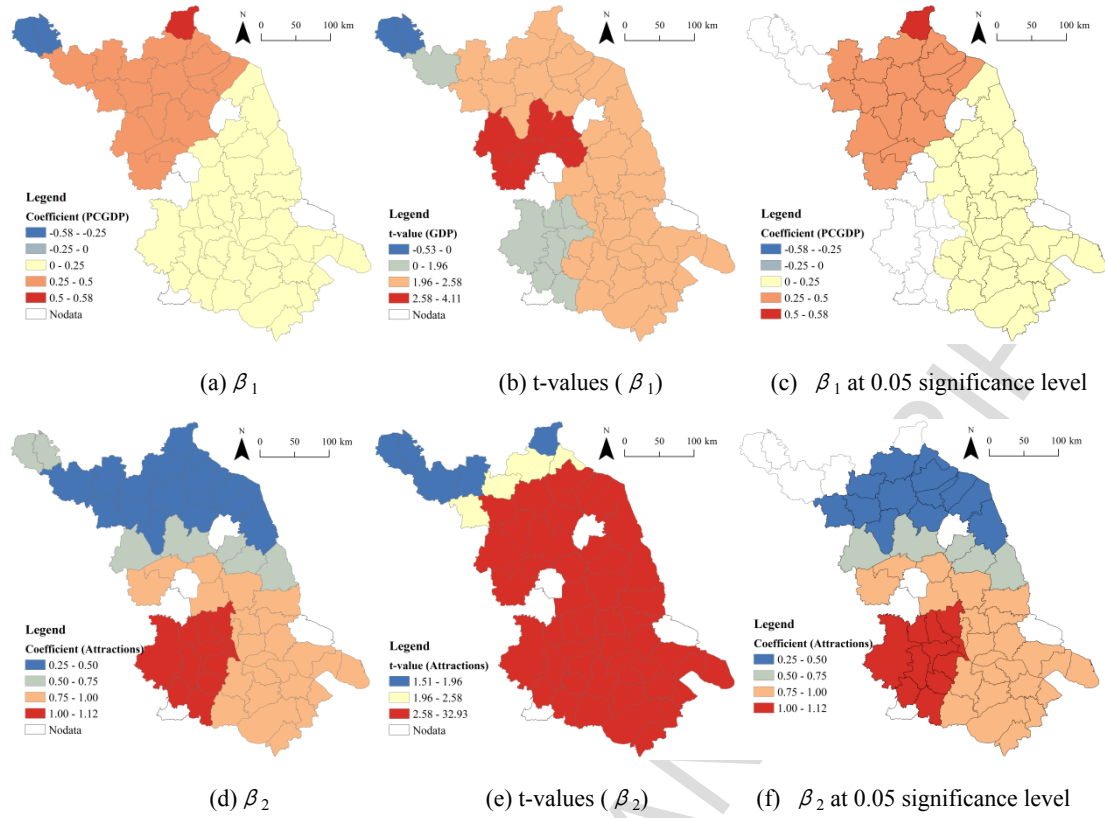 N
0 50 100 km
N
0 50 100 km
N
0 50 100 km
Legend
Coefficient (PCGDP)
-0.58 - -0.25
-0.25 - 0
0 - 0.25
0.25 - 0.5
0.5 - 0.58
Nodata
Legend
t-value (GDP)
-0.53 - 0
0 - 1.96
1.96 - 2.58
2.58 - 4.11
Nodata
Legend
Coefficient (PCGDP)
-0.58 - -0.25
-0.25 - 0
0 - 0.25
0.25 - 0.5
0.5 - 0.58
Nodata
(a) β1
(b) t-values ( β1)
(c) β1 at 0.05 significance level
N
0 50 100 km
N
0 50 100 km
N
0 50 100 km
Legend
Coefficient (Attractions)
0.25 - 0.50
0.50 - 0.75
0.75 - 1.00
1.00 - 1.12
Nodata
Legend
t-value (Attractions)
1.51 - 1.96
1.96 - 2.58
2.58 - 32.93
Nodata
Legend
Coefficient (Attractions)
0.25 - 0.50
0.50 - 0.75
0.75 - 1.00
1.00 - 1.12
Nodata
(d) β2
(e) t-values ( β2)
(f) β2 at 0.05 significance level